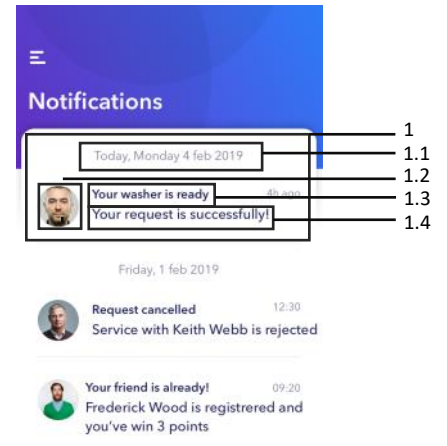 Notifications
1
Today, Monday 4 feb 2019
1.1
1.2
Your washer is ready
4h ago
1.3
Your request is successfully!
1.4
Friday, 1 feb 2019
Request cancelled
12:30
Service with Keith Webb is rejected
Your friend is already!
09:20
Frederick Wood is registrered and
you've win 3 points